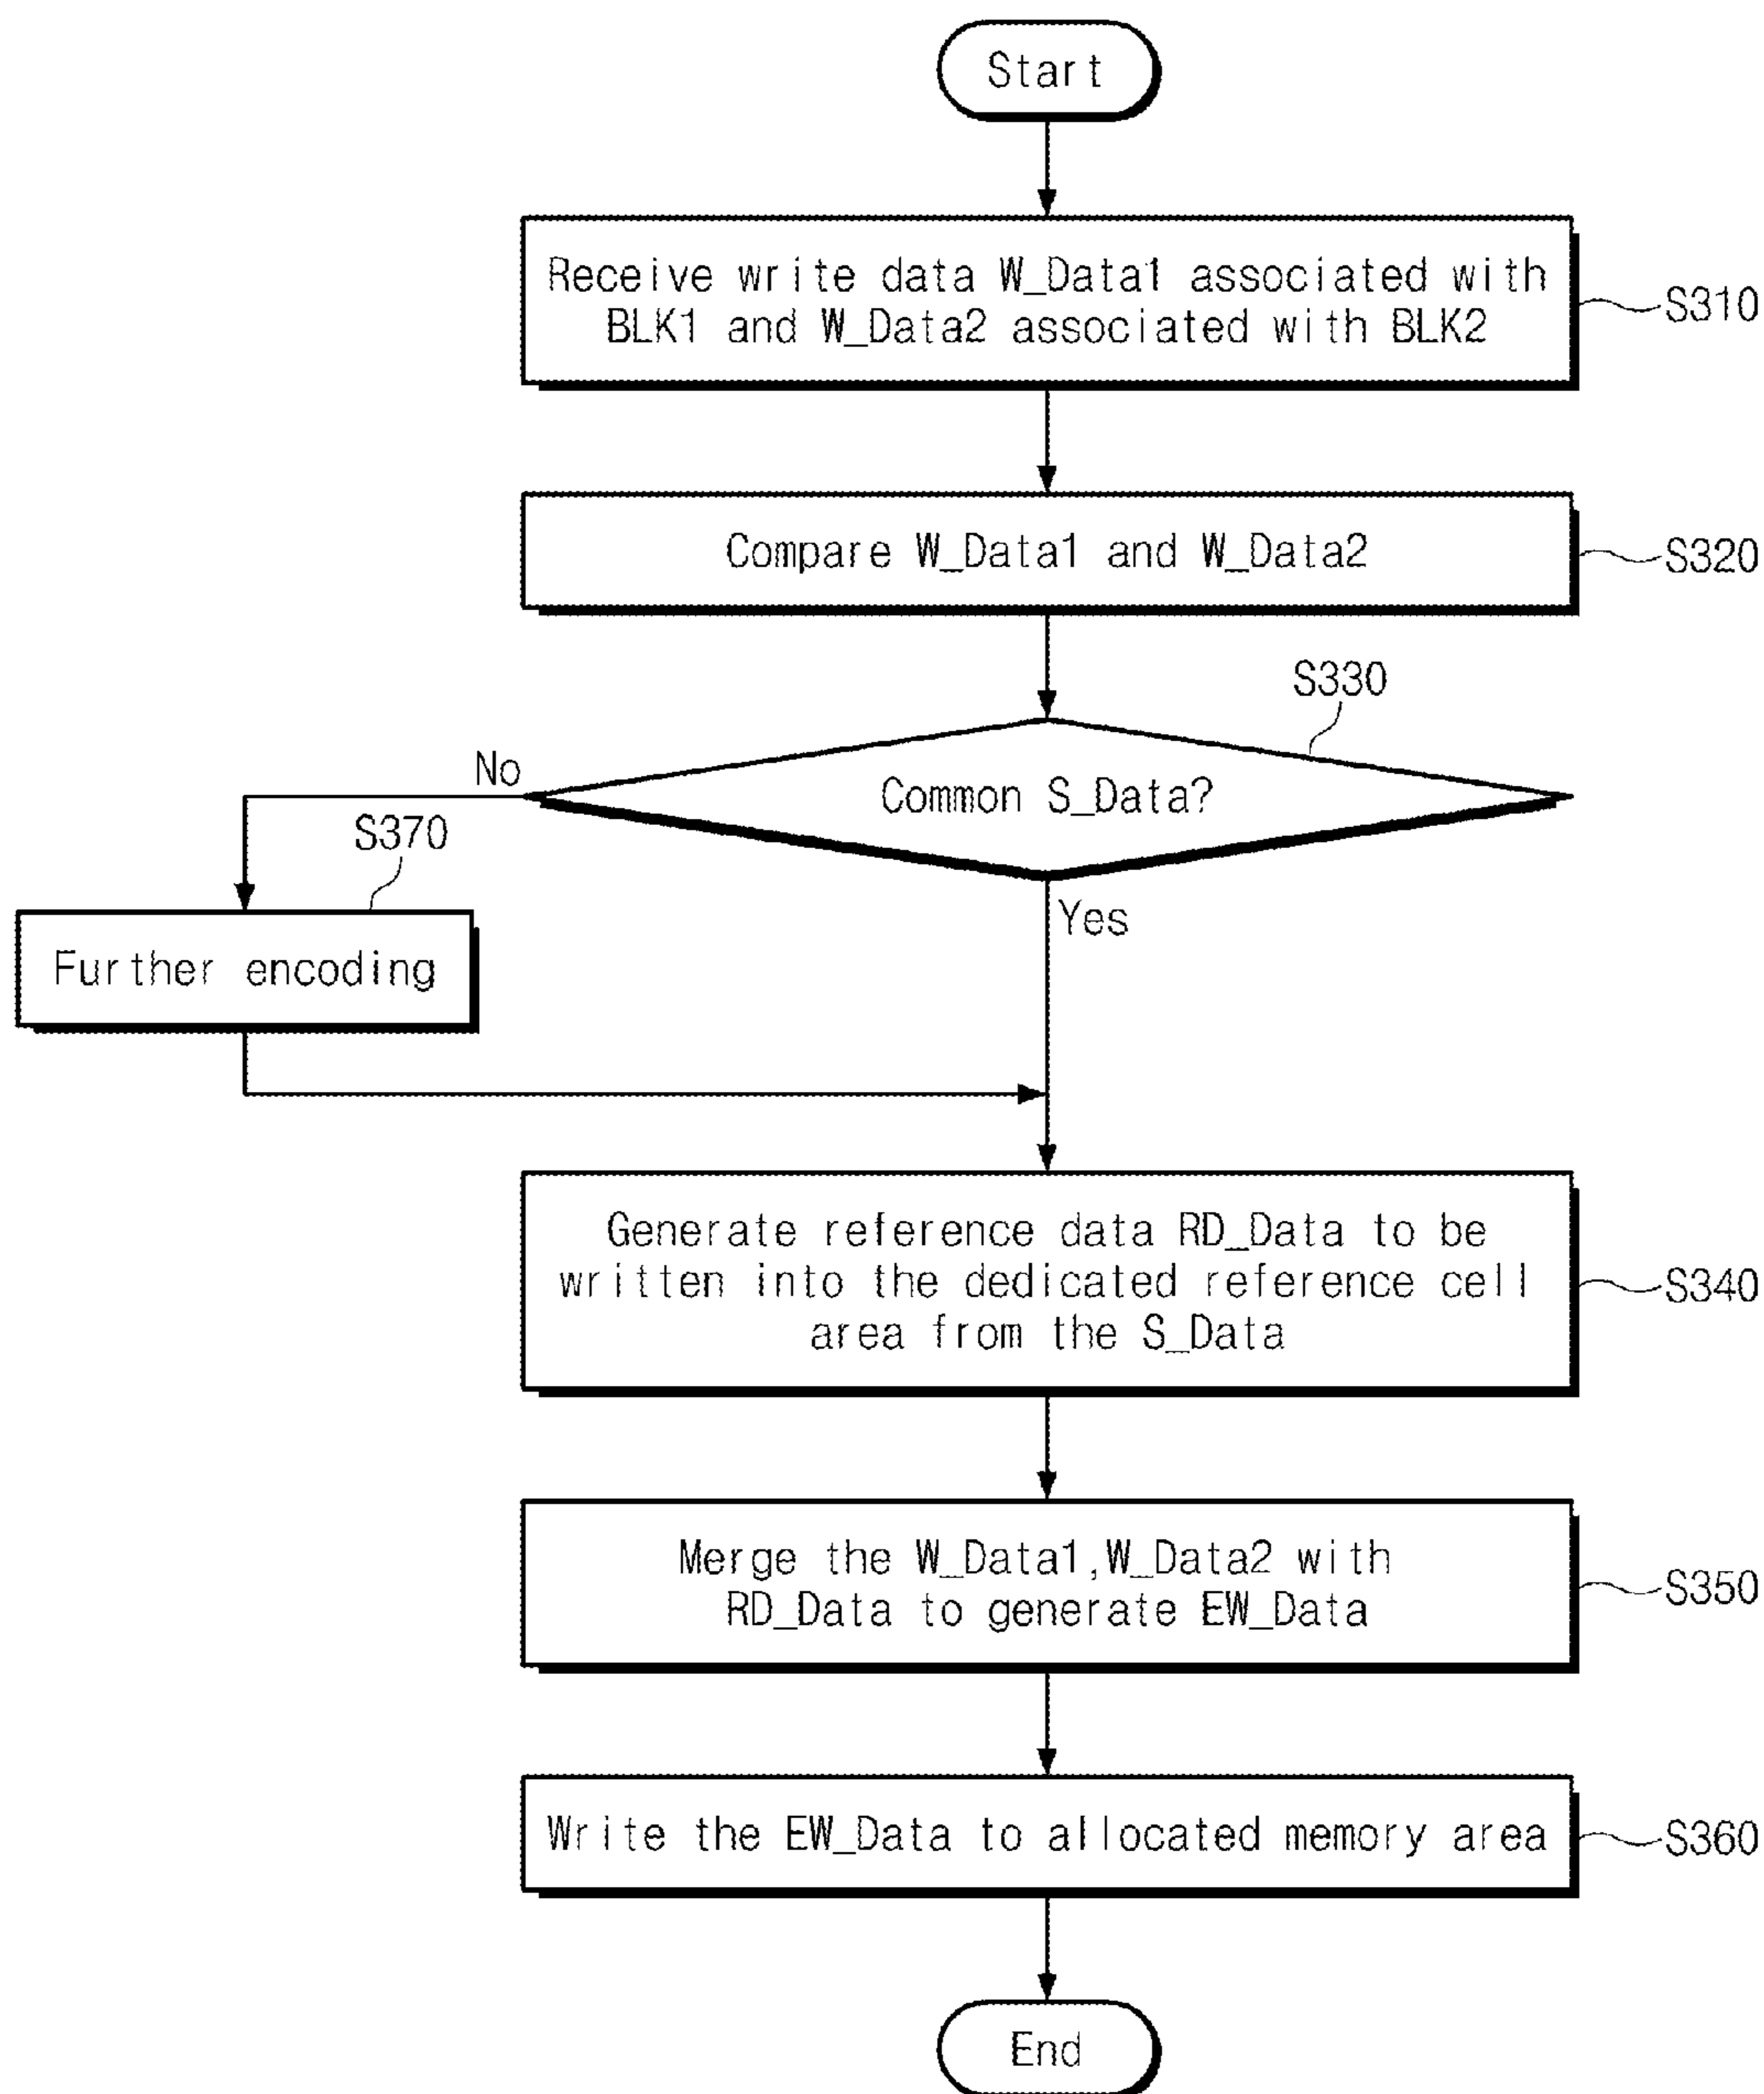 Start
Receive write data W_Data1 associated with
BLK1 and W_Data2 associated with BLK2
S310
Compare W_Data1 and W_Data2
S320
S330
Common S_Data?
No
Yes
S370
Further encoding
Generate reference data RD_Data to be
written into the dedicated reference cell
area from the S_Data
S340
Merge the W_Data1,W_Data2 with
RD_Data to generate EW_Data
S350
Write the EW_Data to allocated memory area
S360
End